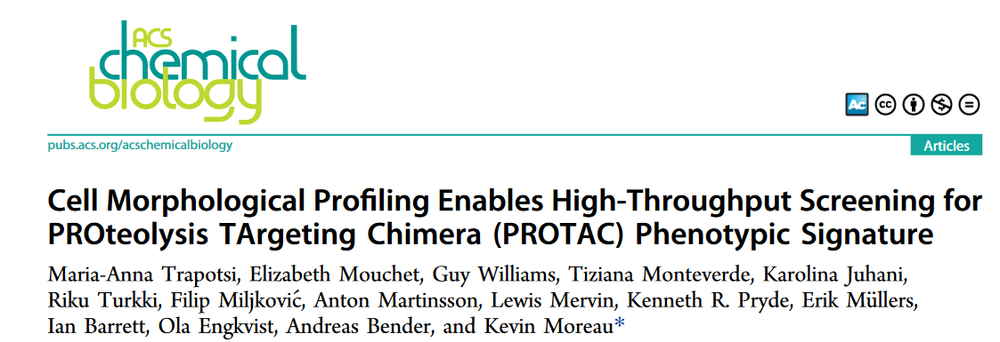 ACS
chemical
biology
Ac cc $ =
pubs.acs.org/acschemicalbiology
Articles
Cell Morphological Profiling Enables High-Throughput Screening for
PROteolysis TArgeting Chimera (PROTAC) Phenotypic Signature
Maria-Anna Trapotsi, Elizabeth Mouchet, Guy Williams, Tiziana Monteverde, Karolina Juhani,
Riku Turkki, Filip Miljković, Anton Martinsson, Lewis Mervin, Kenneth R. Pryde, Erik Müllers,
Ian Barrett, Ola Engkvist, Andreas Bender, and Kevin Moreau*